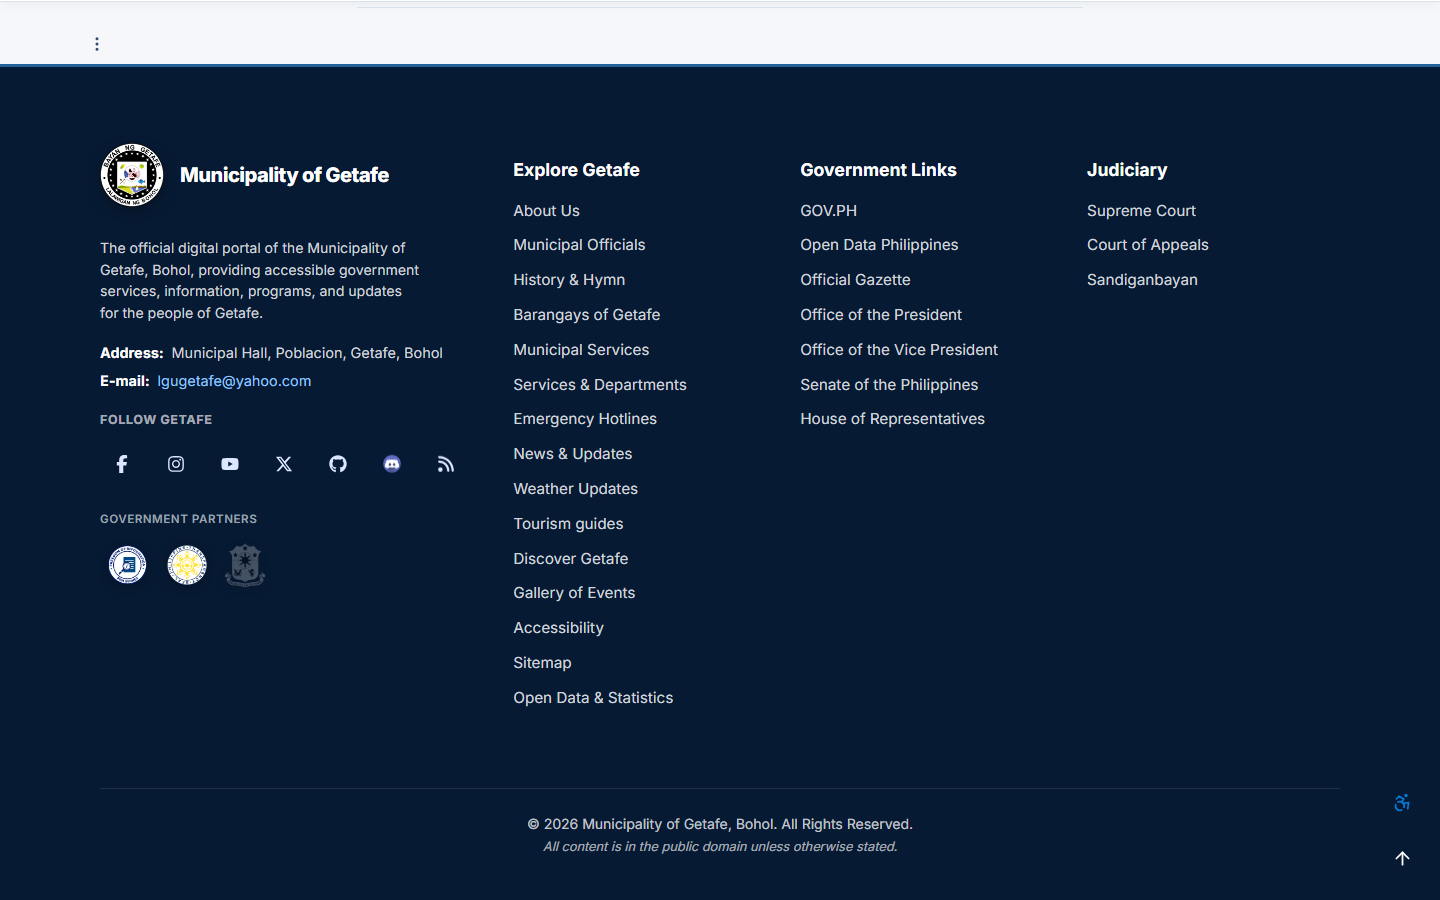 BAYAN NG GETAFE
LALAWIGAN NG BOHOL
Municipality of Getafe
The official digital portal of the Municipality of
Getafe, Bohol, providing accessible government
services, information, programs, and updates
for the people of Getafe.
Address: Municipal Hall, Poblacion, Getafe, Bohol
E-mail: lgugetafe@yahoo.com
FOLLOW GETAFE
GOVERNMENT PARTNERS
Explore Getafe
About Us
Municipal Officials
History & Hymn
Barangays of Getafe
Municipal Services
Services & Departments
Emergency Hotlines
News & Updates
Weather Updates
Tourism guides
Discover Getafe
Gallery of Events
Accessibility
Sitemap
Open Data & Statistics
Government Links
GOV.PH
Open Data Philippines
Official Gazette
Office of the President
Office of the Vice President
Senate of the Philippines
House of Representatives
Judiciary
Supreme Court
Court of Appeals
Sandiganbayan
© 2026 Municipality of Getafe, Bohol. All Rights Reserved.
All content is in the public domain unless otherwise stated.